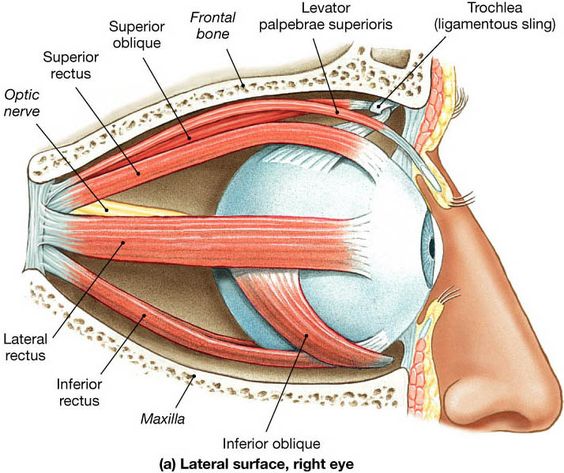 Levator
palpebrae superioris
Trochlea
(ligamentous sling)
Frontal
bone
Superior
oblique
Superior
rectus
Optic
nerve
Lateral
rectus
Inferior
rectus
Maxilla
Inferior oblique
(a) Lateral surface, right eye